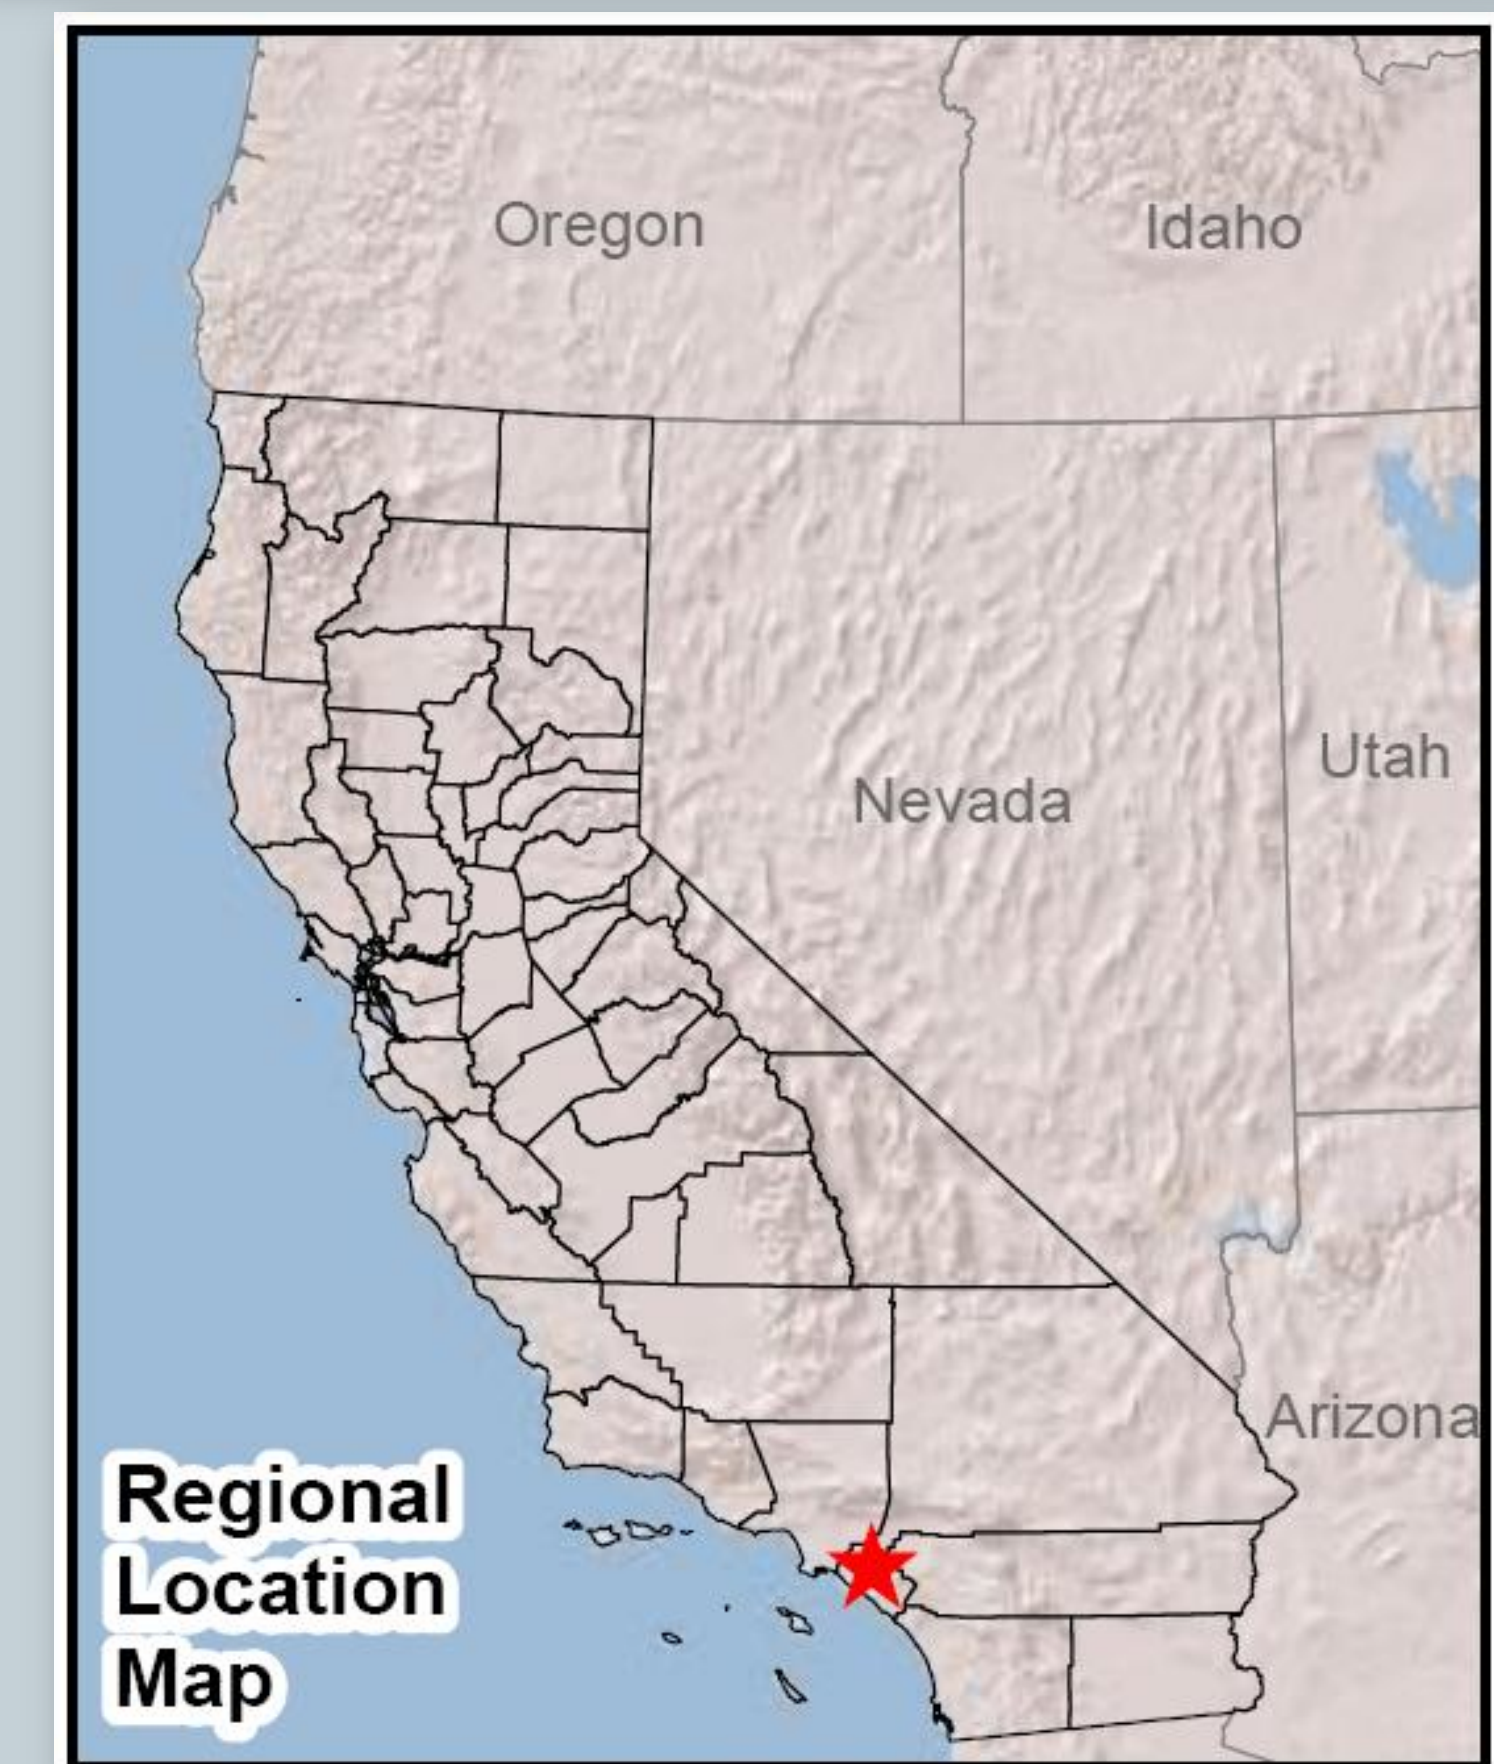 Oregon
Idaho
Utah
Nevada
Arizona
Regional
Location
Map